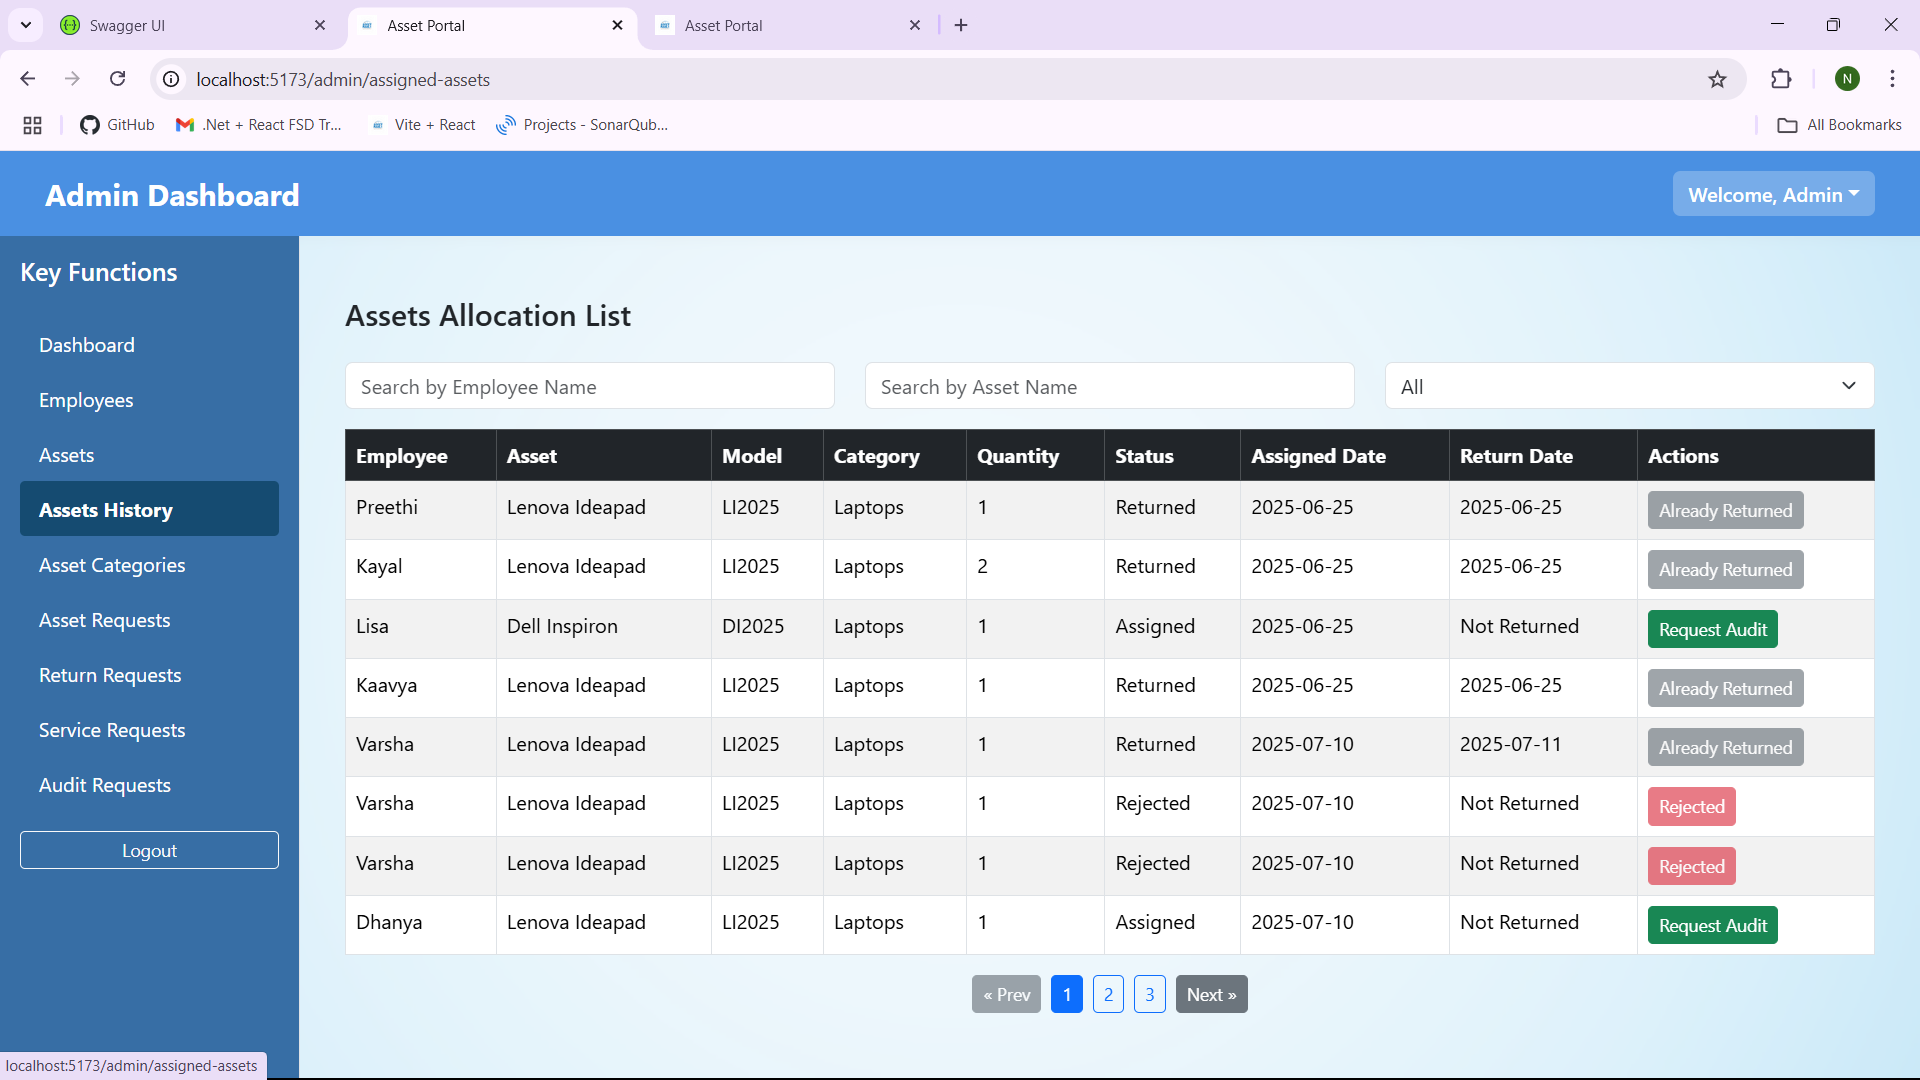 Swagger UI
Asset Portal
Asset Portal
localhost:5173/admin/assigned-assets
N
GitHub
.Net + React FSD Tr...
Vite + React
Projects - SonarQub...
All Bookmarks
Admin Dashboard
Welcome, Admin
Key Functions
Dashboard
Employees
Assets
Assets History
Asset Categories
Asset Requests
Return Requests
Service Requests
Audit Requests
Logout
Assets Allocation List
Search by Employee Name
Search by Asset Name
All
Employee Asset Model Category Quantity Status Assigned Date Return Date Actions
Preethi Lenova Ideapad LI2025 Laptops 1 Returned 2025-06-25 2025-06-25 Already Returned
Kayal Lenova Ideapad LI2025 Laptops 2 Returned 2025-06-25 2025-06-25 Already Returned
Lisa Dell Inspiron DI2025 Laptops 1 Assigned 2025-06-25 Not Returned Request Audit
Kaavya Lenova Ideapad LI2025 Laptops 1 Returned 2025-06-25 2025-06-25 Already Returned
Varsha Lenova Ideapad LI2025 Laptops 1 Returned 2025-07-10 2025-07-11 Already Returned
Varsha Lenova Ideapad LI2025 Laptops 1 Rejected 2025-07-10 Not Returned Rejected
Varsha Lenova Ideapad LI2025 Laptops 1 Rejected 2025-07-10 Not Returned Rejected
Dhanya Lenova Ideapad LI2025 Laptops 1 Assigned 2025-07-10 Not Returned Request Audit
« Prev 1 2 3 Next »
localhost:5173/admin/assigned-assets